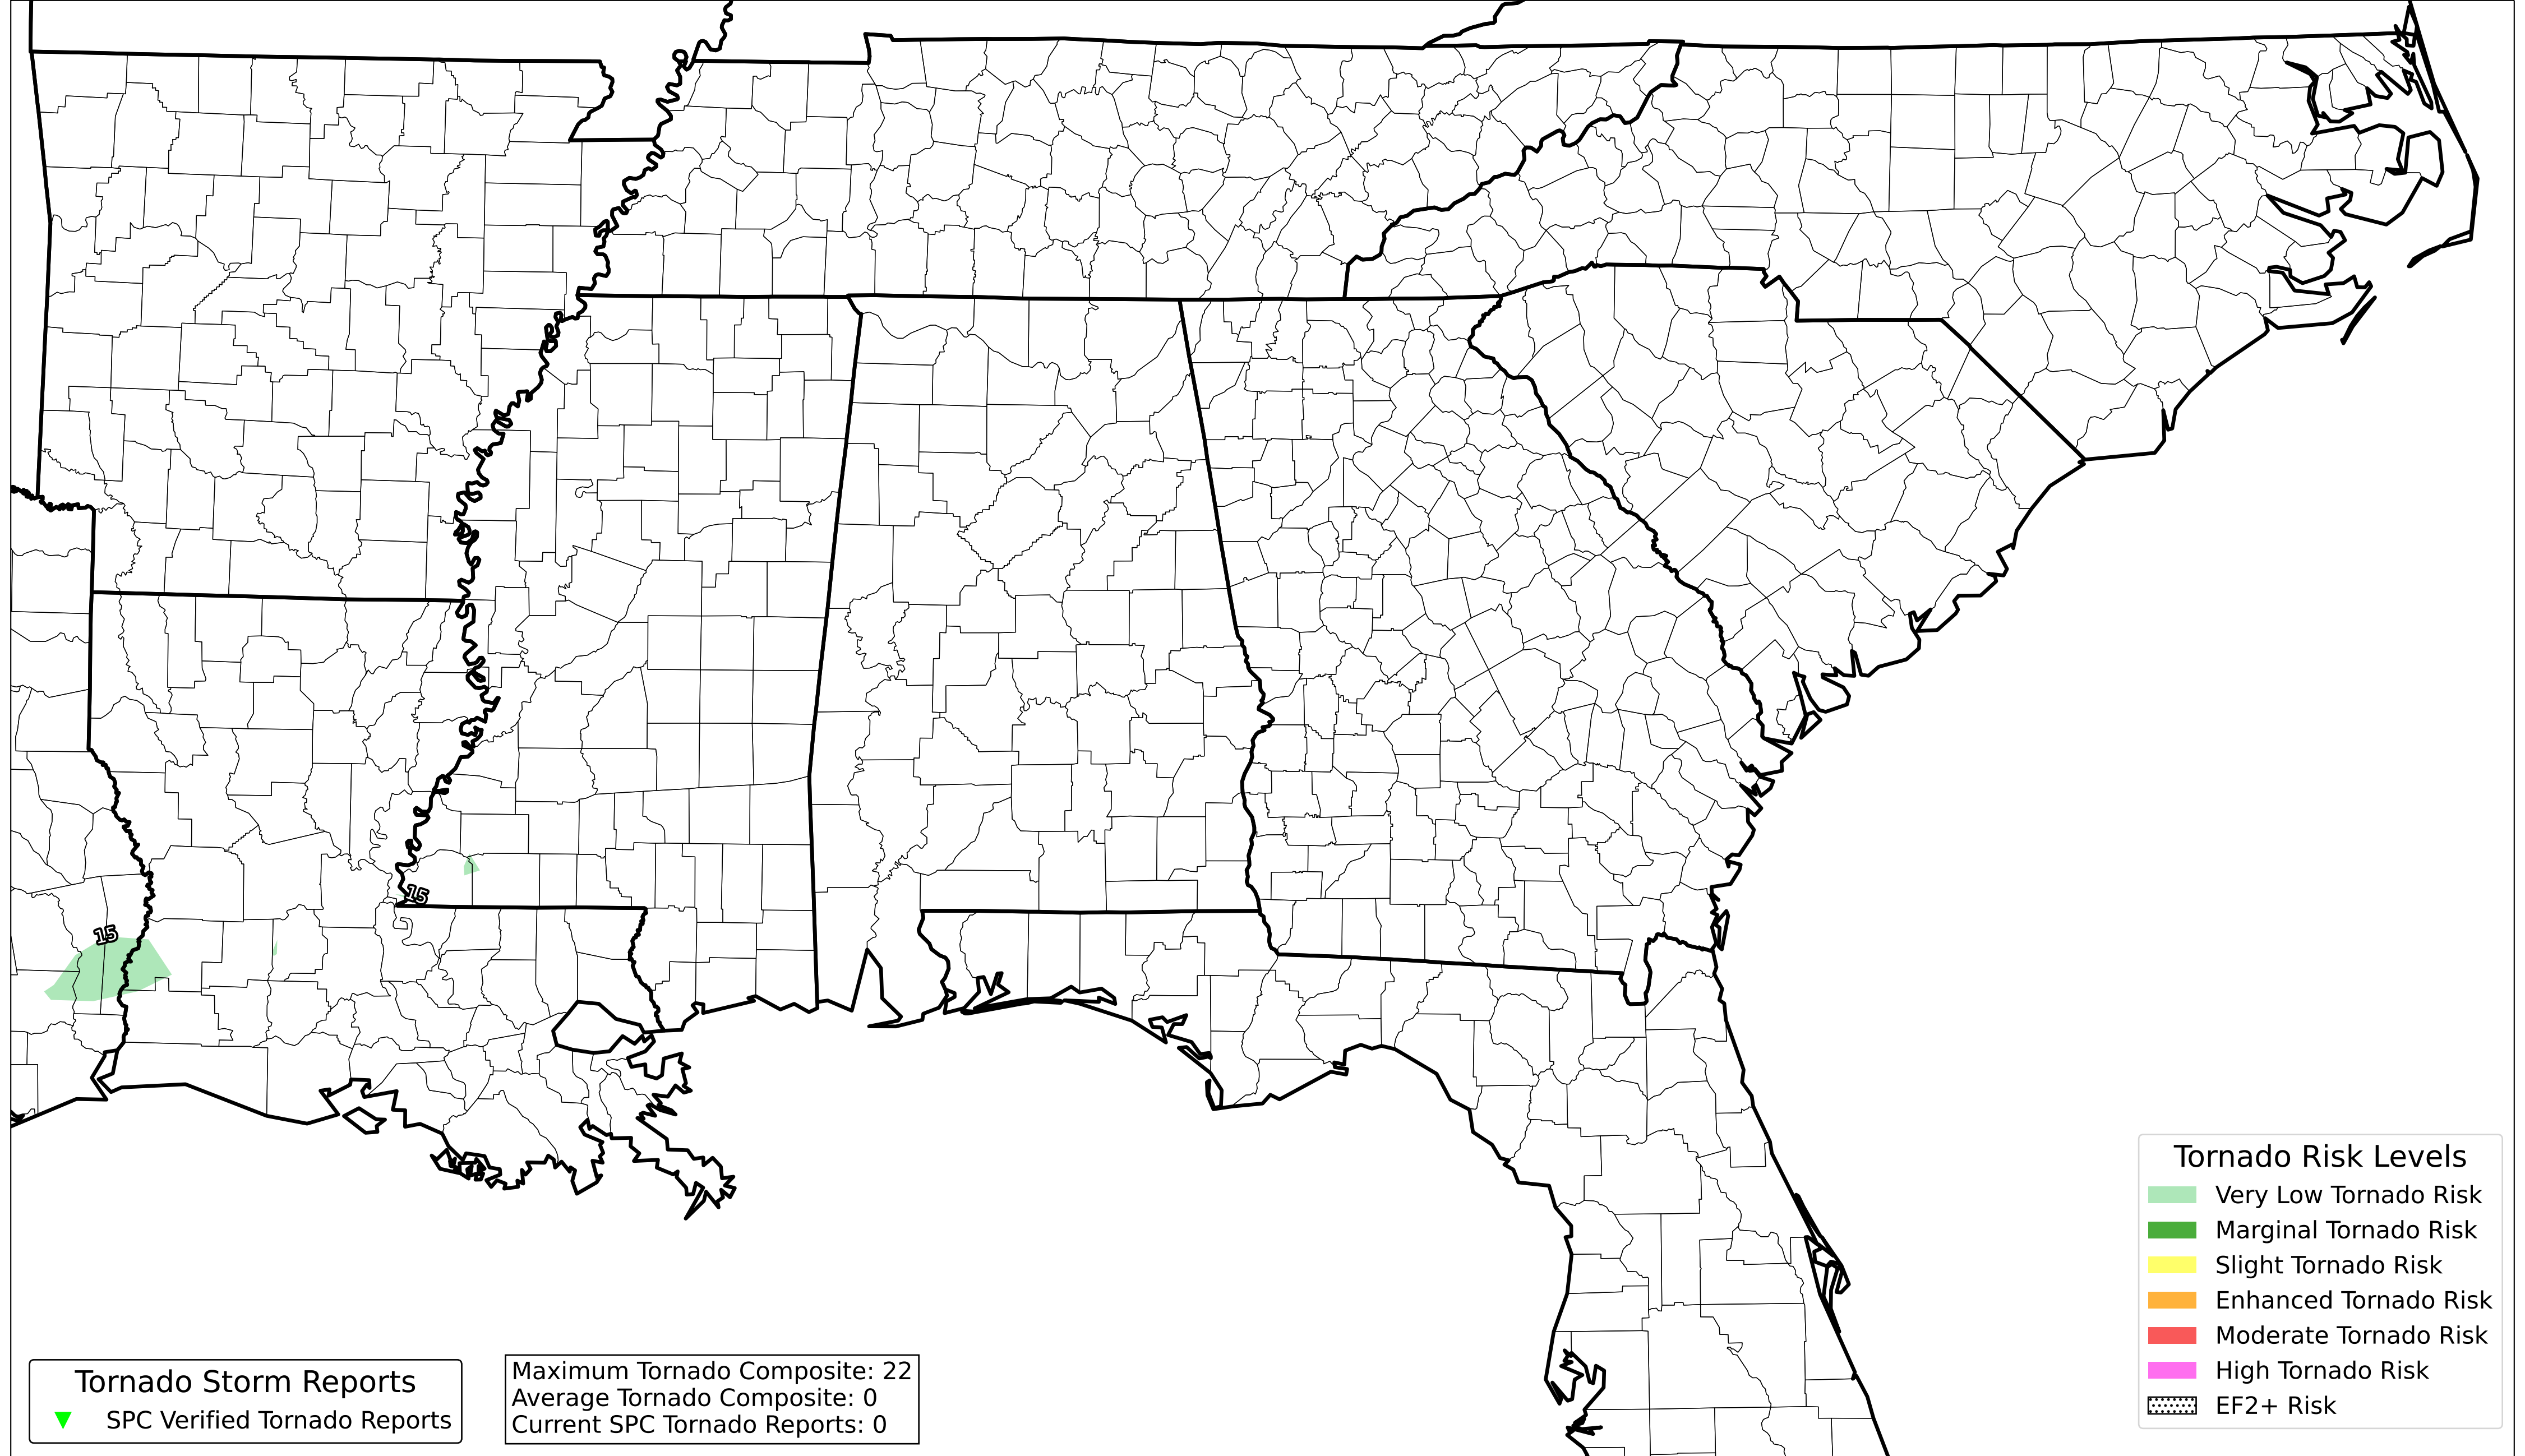 15
15
Tornado Risk Levels
Very Low Tornado Risk
Marginal Tornado Risk
Slight Tornado Risk
Enhanced Tornado Risk
Moderate Tornado Risk
High Tornado Risk
EF2+ Risk
Tornado Storm Reports
SPC Verified Tornado Reports
Maximum Tornado Composite: 22
Average Tornado Composite: 0
Current SPC Tornado Reports: 0